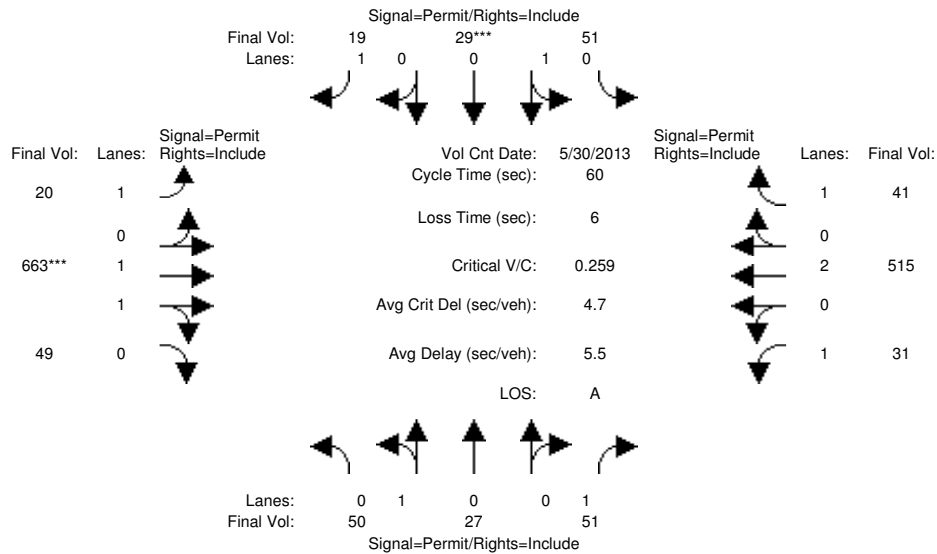 Signal=Permit/Rights=Include
Final Vol: 19 29*** 51
Lanes: 1 0 0 1 0
Signal=Permit Signal=Permit
Final Vol: Lanes: Rights=Include Vol Cnt Date: 5/30/2013 Rights=Include Lanes: Final Vol:
Cycle Time (sec): 60
20 1 1 41
Loss Time (sec): 6
0 0
663*** 1 Critical V/C: 0.259 2 515
1 Avg Crit Del (sec/veh): 4.7 0
49 0 Avg Delay (sec/veh): 5.5 1 31
LOS: A
Lanes: 0 1 0 0 1
Final Vol: 50 27 51
Signal=Permit/Rights=Include